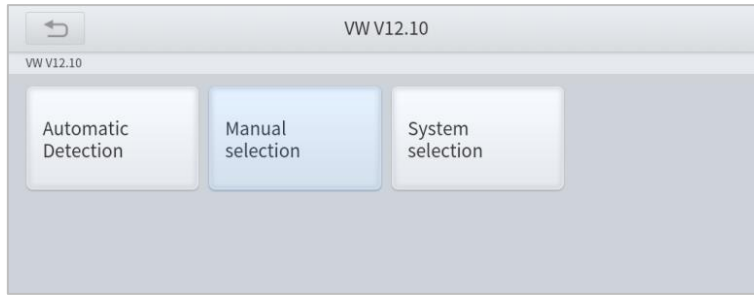 VW V12.10
VW V12.10
Automatic
Detection
Manual
selection
System
selection